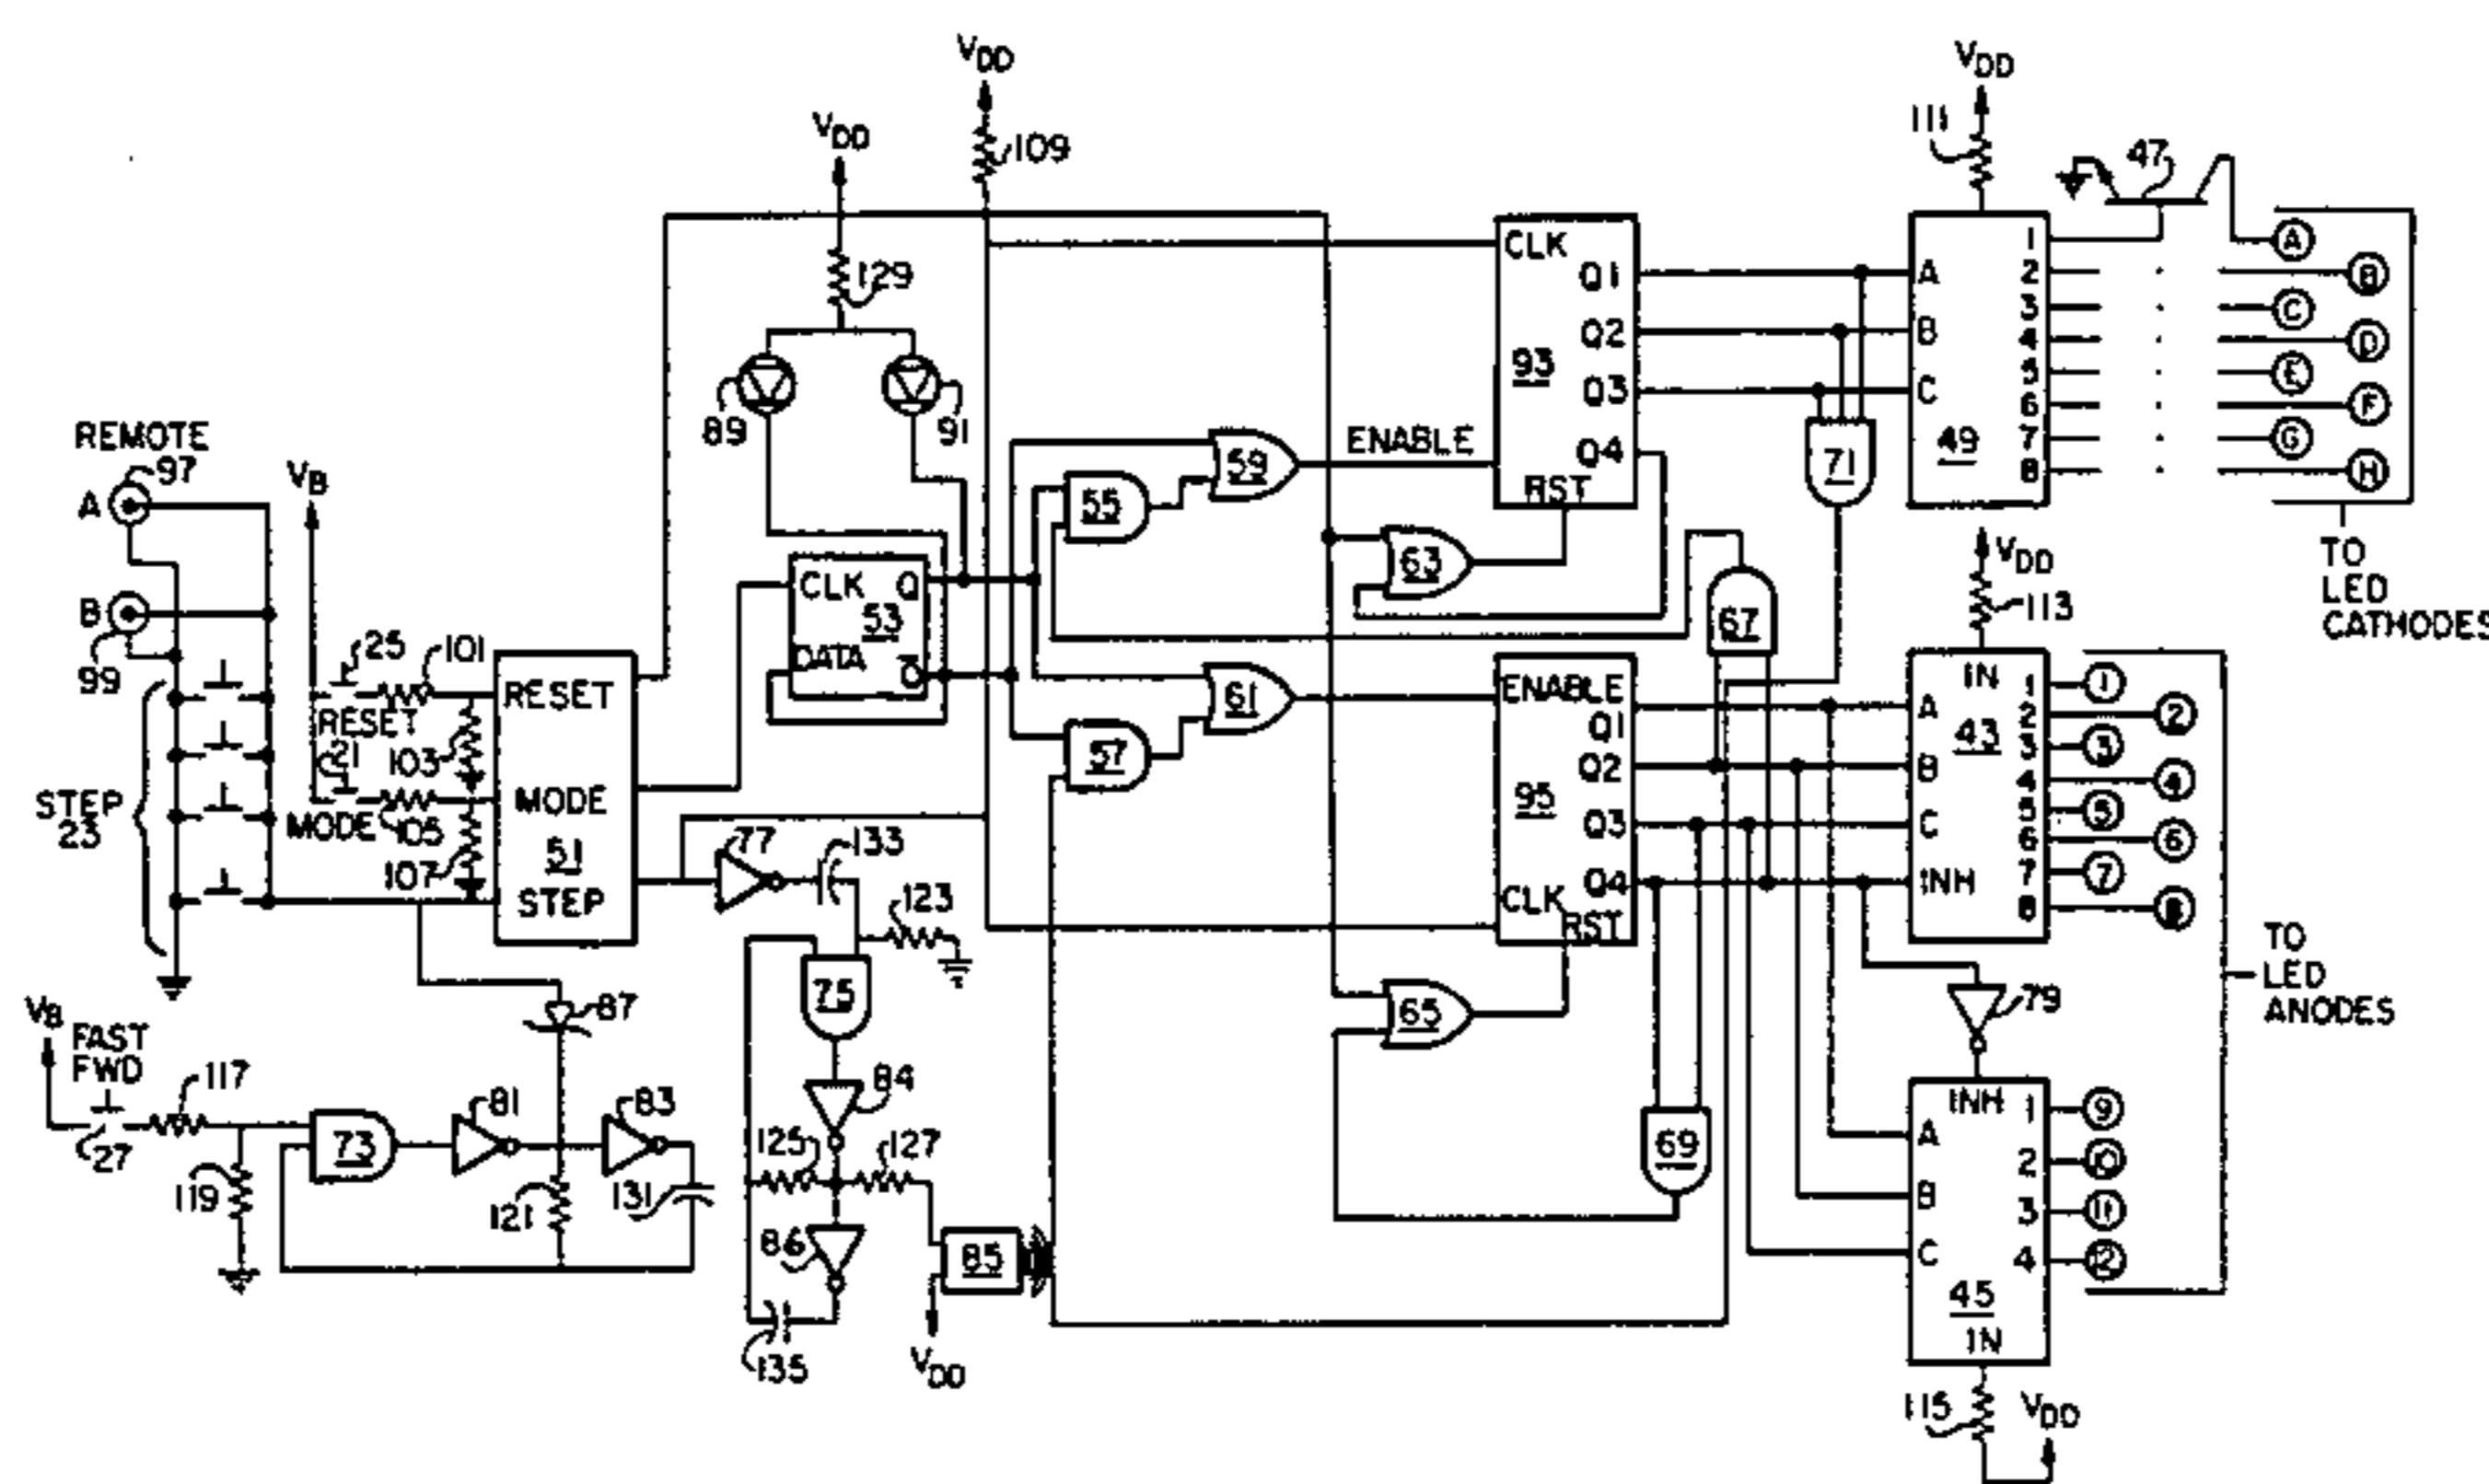 VDD
VDD
VDD
109
111
47
129
1
2
3
4
5
6
7
8
A
B
C
D
E
F
G
H
CLK
Q1
Q2
Q3
Q4
93
RST
A
B
C
49
89
91
REMOTE
97
A
VB
59
ENABLE
55
71
B
99
25
101
RESET
103
21
MODE
105
107
STEP
23
RESET
MODE
51
STEP
CLK
Q
53
DATA
Q̅
63
67
VDD
113
TO
LED
CATHODES
61
57
ENABLE
Q1
Q2
95
Q3
Q4
CLK
RST
IN
A
43
B
C
INH
1
2
3
4
5
6
7
8
1
2
3
4
5
6
7
8
77
133
123
75
65
79
TO
LED
ANODES
VB
FAST
FWD
27
117
119
73
81
87
83
121
131
84
125
127
86
85
135
VDD
69
INH
A
B
C
45
IN
1
2
3
4
9
10
11
12
115
VDD